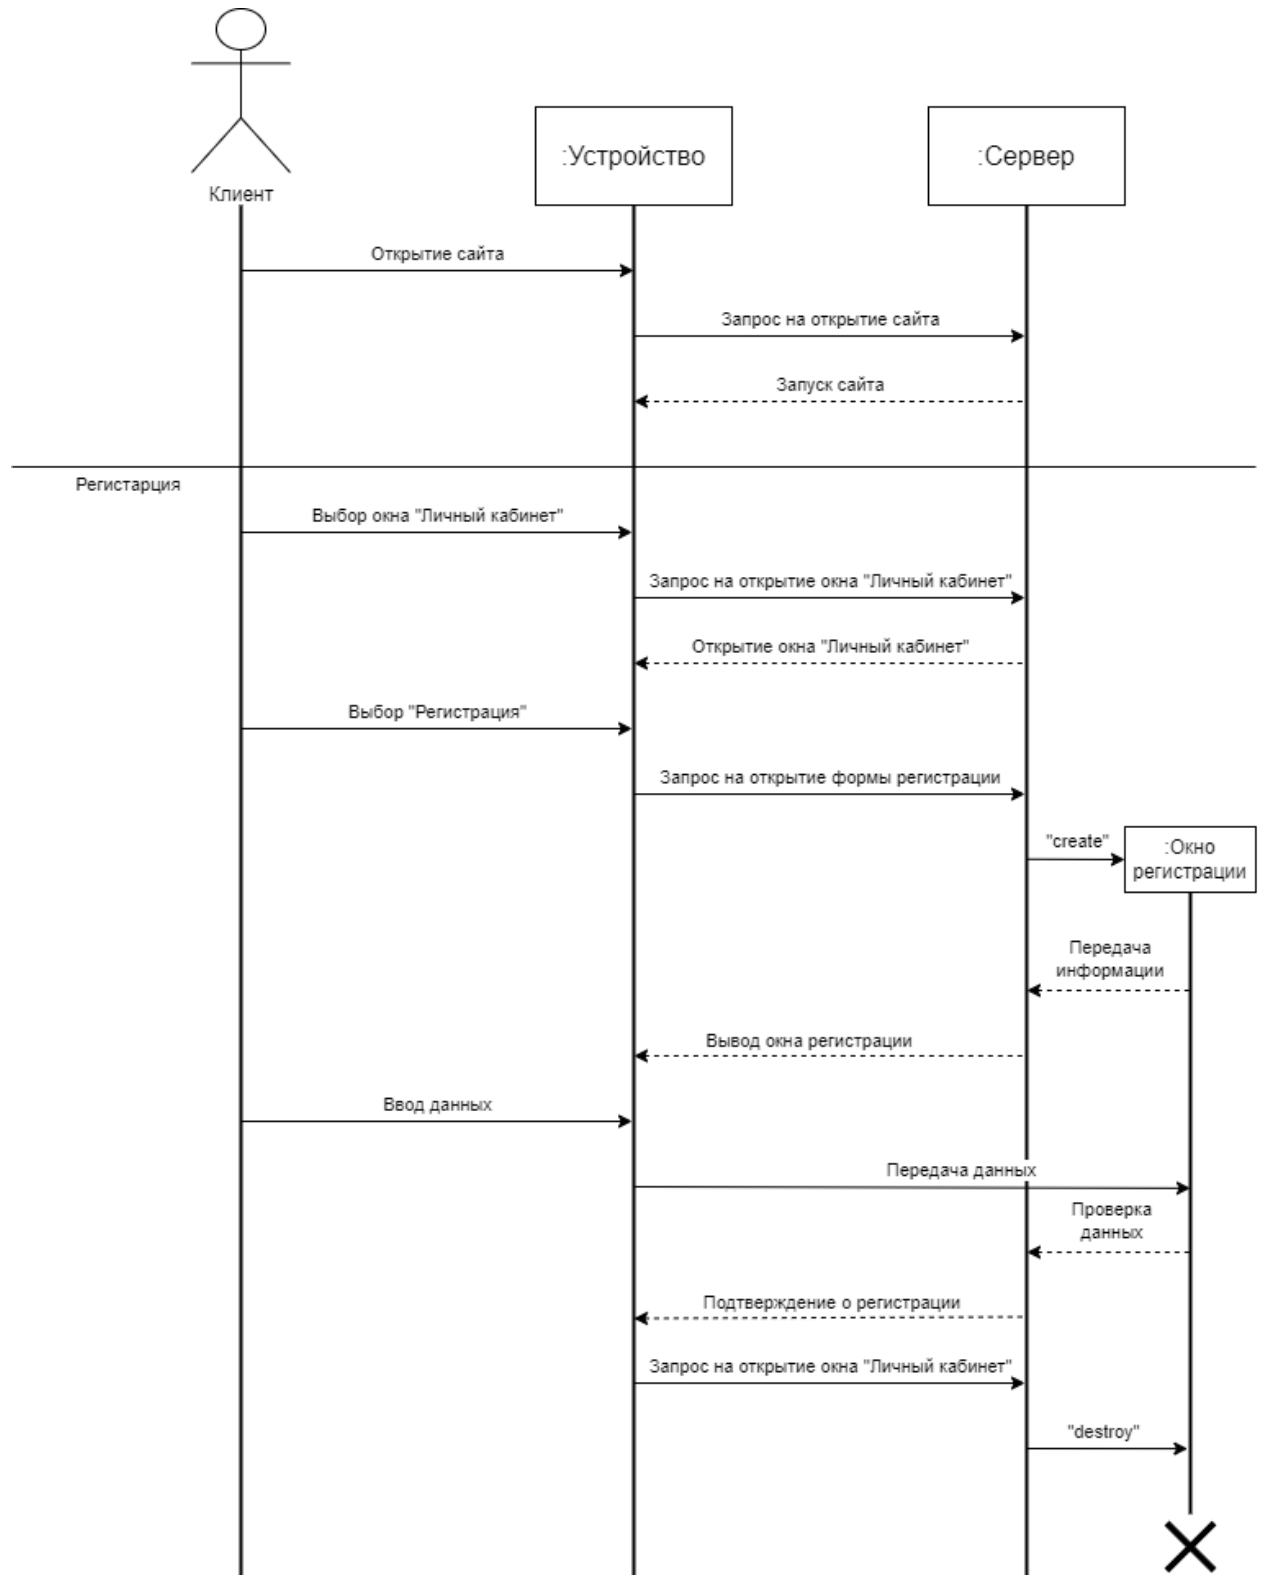 Клиент
:Устройство
:Сервер
Открытие сайта
Запрос на открытие сайта
Запуск сайта
Регистарция
Выбор окна "Личный кабинет"
Запрос на открытие окна "Личный кабинет"
Открытие окна "Личный кабинет"
Выбор "Регистрация"
Запрос на открытие формы регистрации
"create"
:Окно
регистрации
Передача
информации
Вывод окна регистрации
Ввод данных
Передача данных
Проверка
данных
Подтверждение о регистрации
Запрос на открытие окна "Личный кабинет"
"destroy"